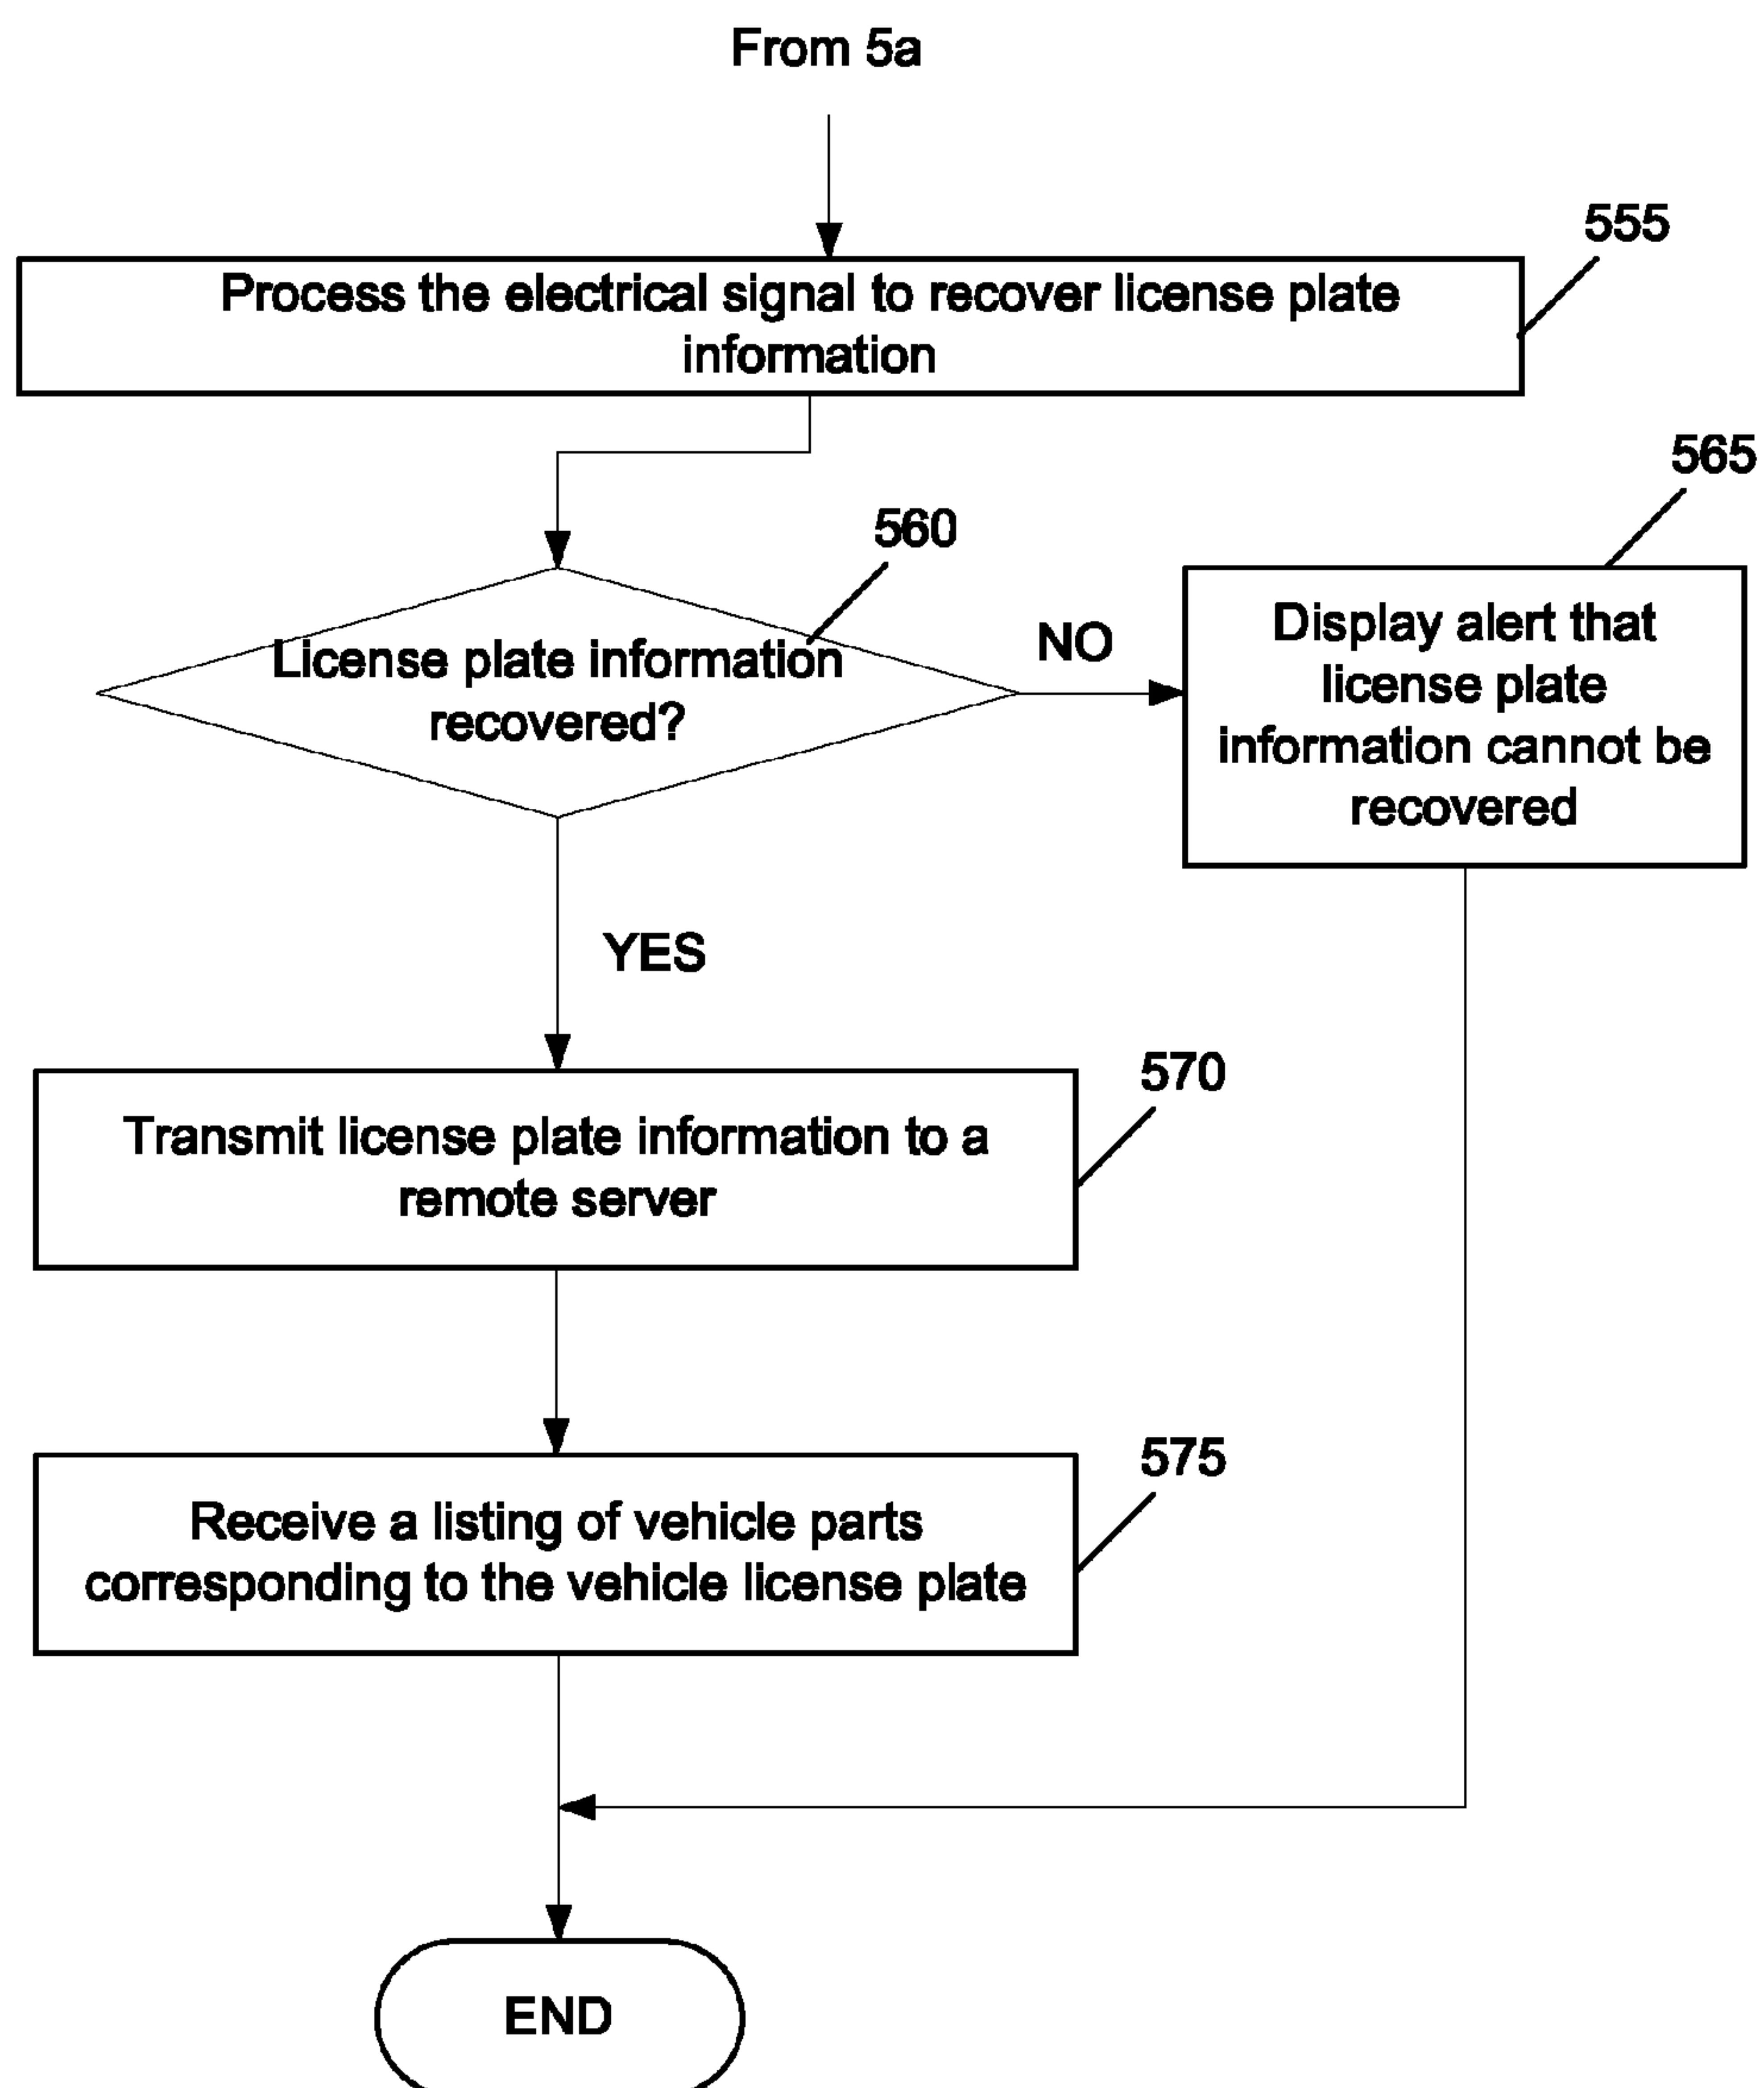 From 5a
555
Process the electrical signal to recover license plate
information
565
560
License plate information
recovered?
NO
Display alert that
license plate
information cannot be
recovered
YES
570
Transmit license plate information to a
remote server
575
Receive a listing of vehicle parts
corresponding to the vehicle license plate
END